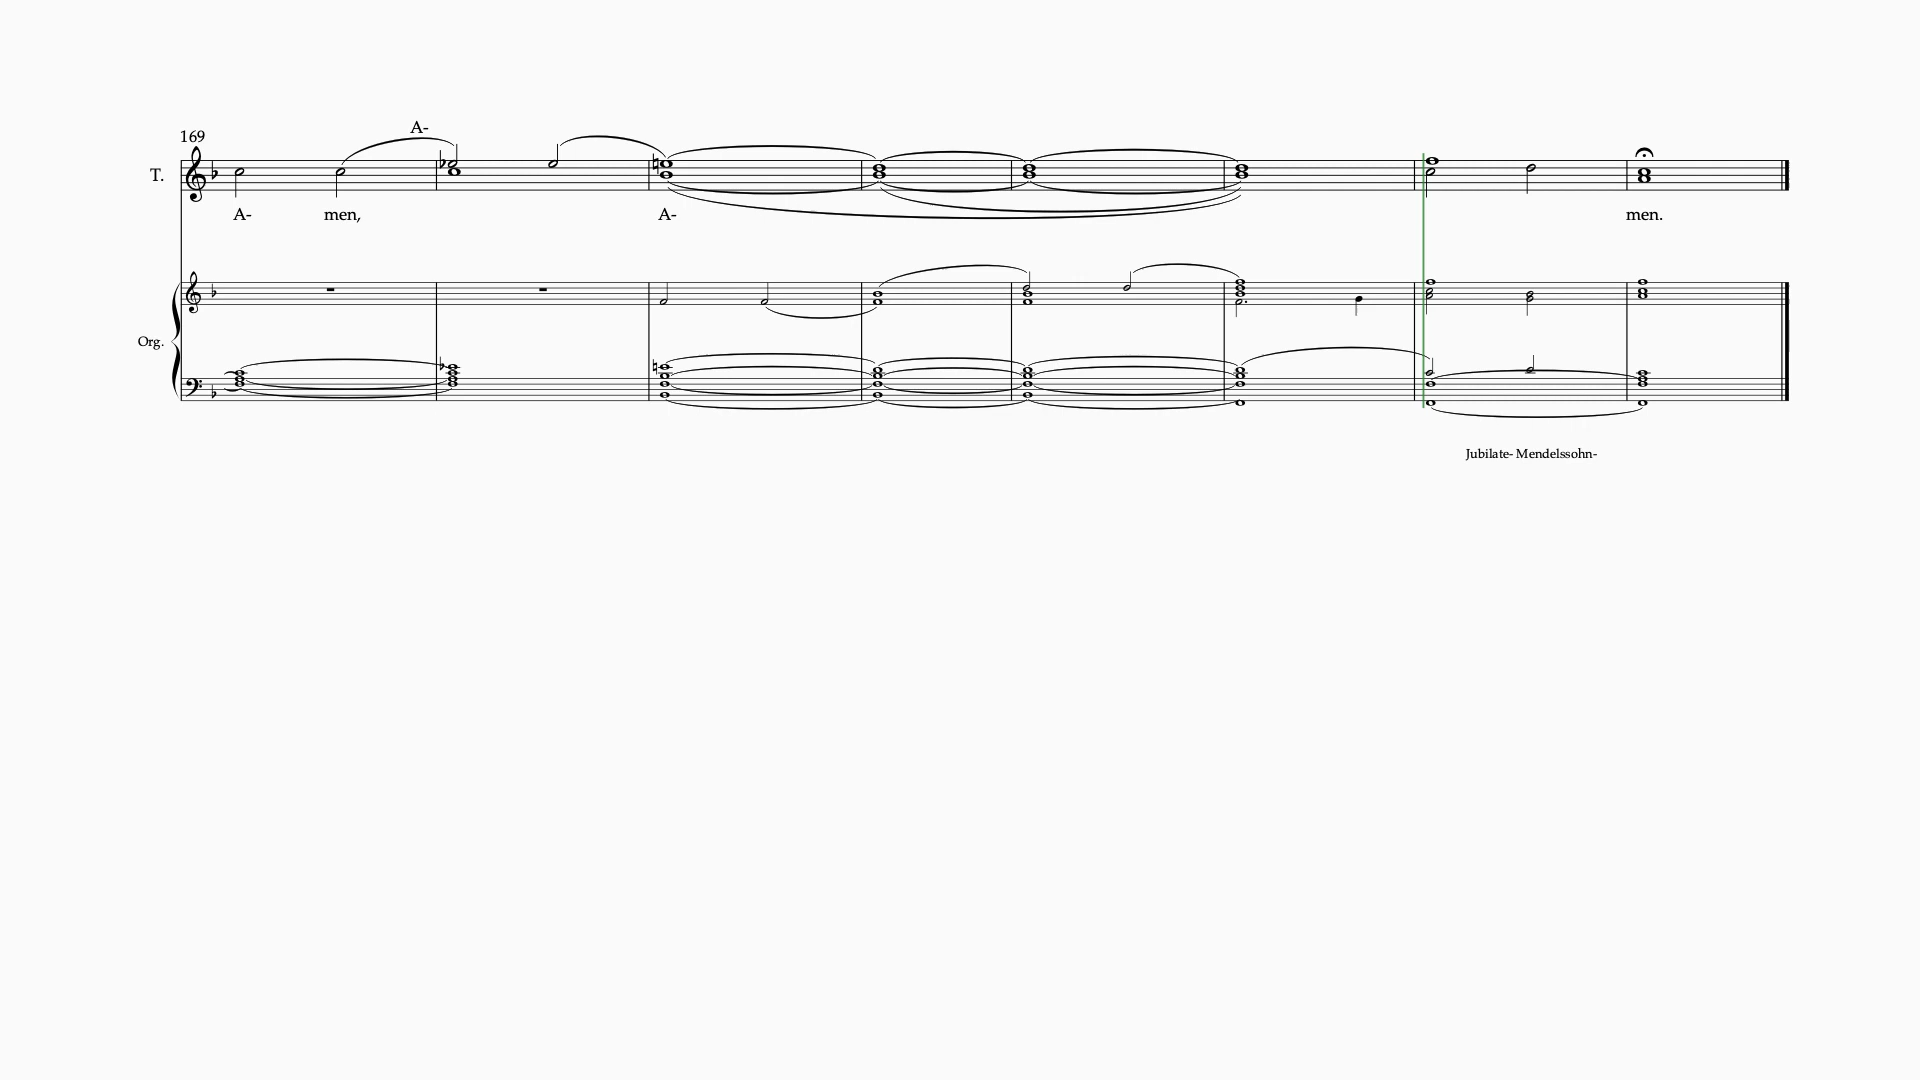 A-
169
T.
A- men, A- men.
Org.
Jubilate- Mendelssohn-